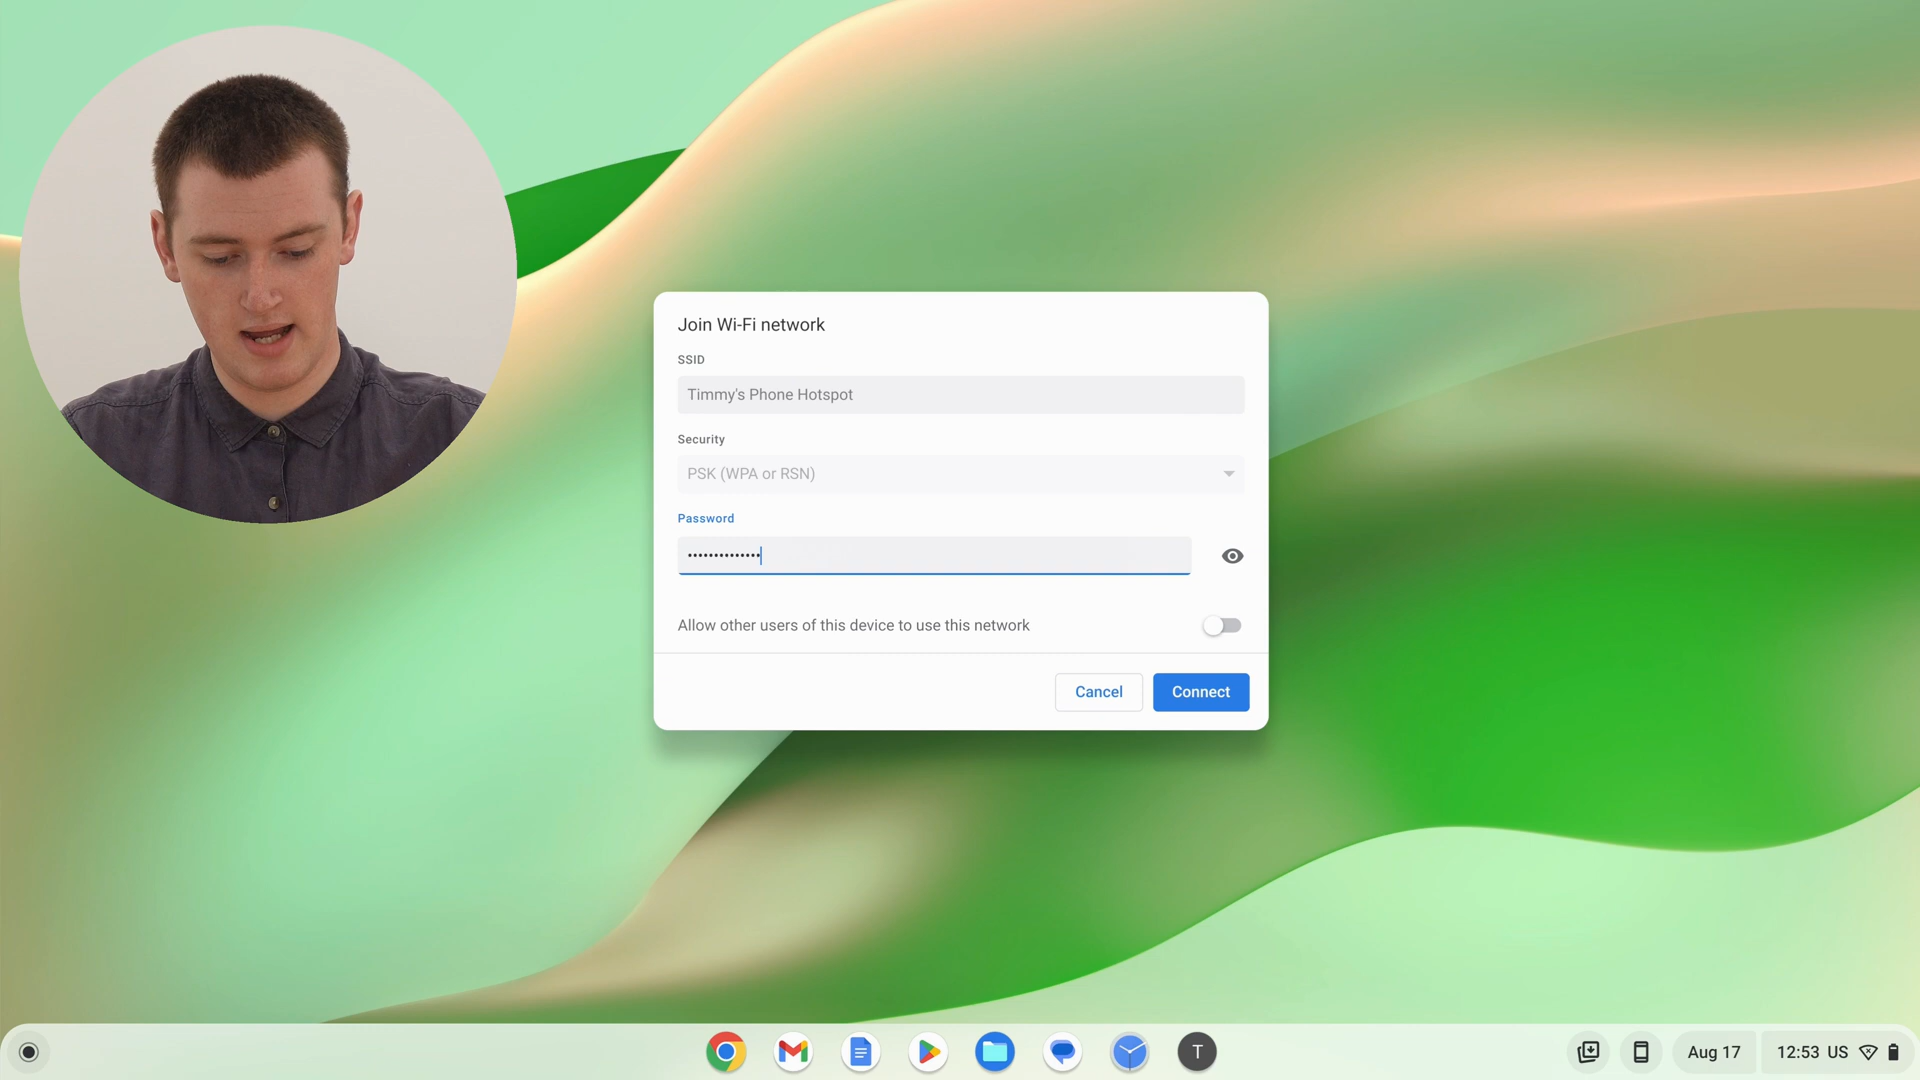 Join Wi-Fi network
SSID
Timmy's Phone Hotspot
Security
PSK (WPA or RSN)
Password
••••••••••••••
Allow other users of this device to use this network
Cancel
Connect
T
Aug 17
12:53 US